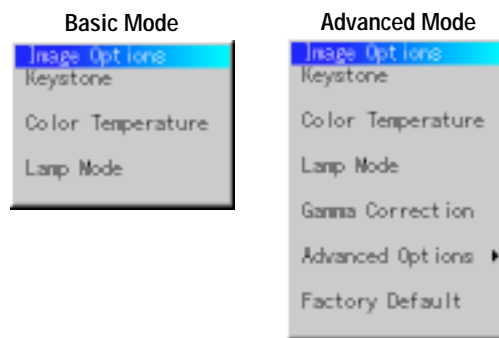 Basic Mode
Image Options
Keystone
Color Temperature
Lamp Mode
Advanced Mode
Image Options
Keystone
Color Temperature
Lamp Mode
Gamma Correction
Advanced Options
Factory Default